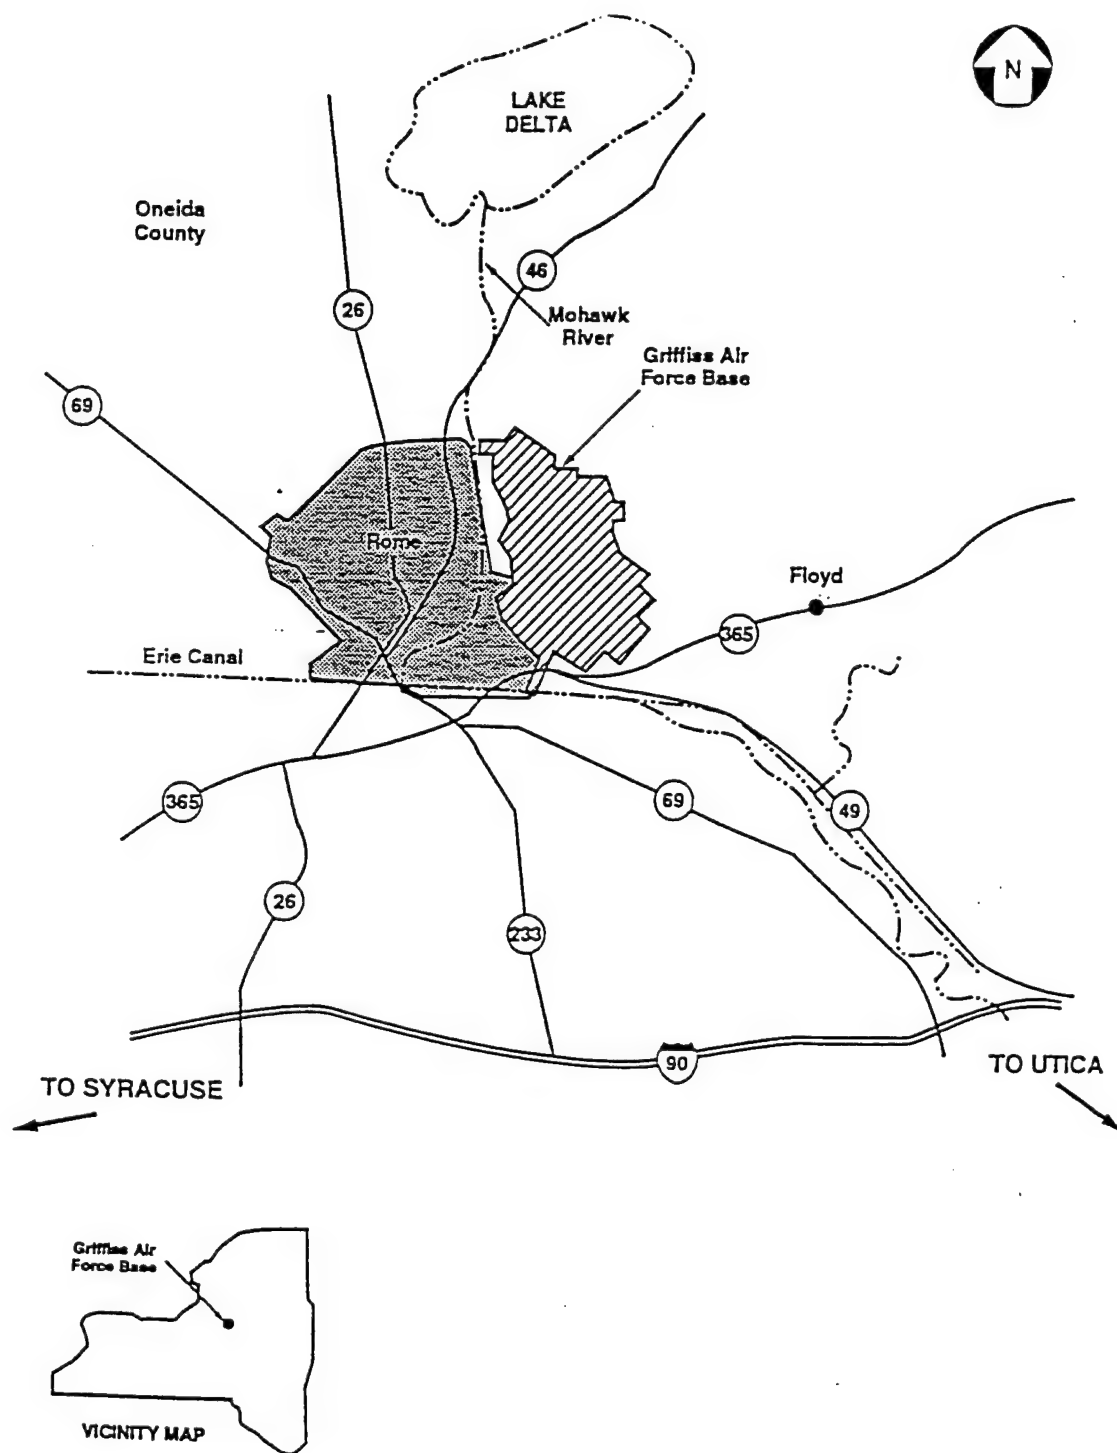 N
LAKE
DELTA
Oneida
County
46
26
Mohawk
River
Griffiss Air
Force Base
69
Rome
Floyd
365
Erie Canal
365
69
49
26
233
90
TO SYRACUSE
TO UTICA
Griffiss Air
Force Base
VICINITY MAP